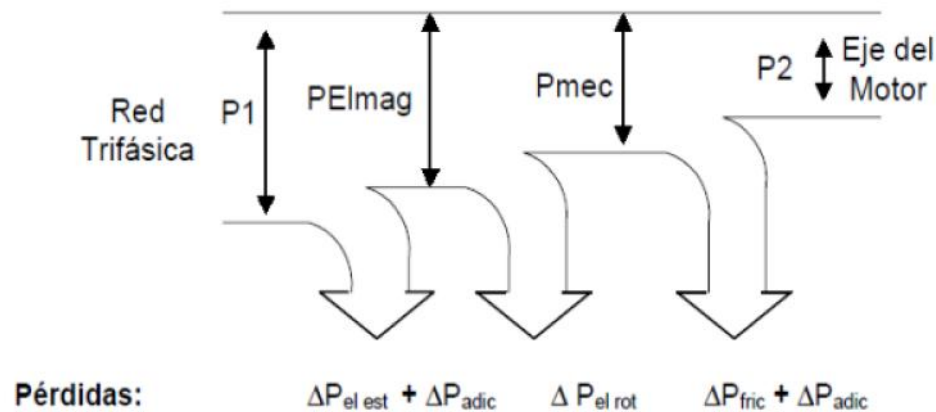 Red
Trifásica
P1
PElmag
Pmec
P2
Eje del
Motor
Pérdidas:
ΔPel est + ΔPadic
Δ Pel rot
ΔPfric + ΔPadic